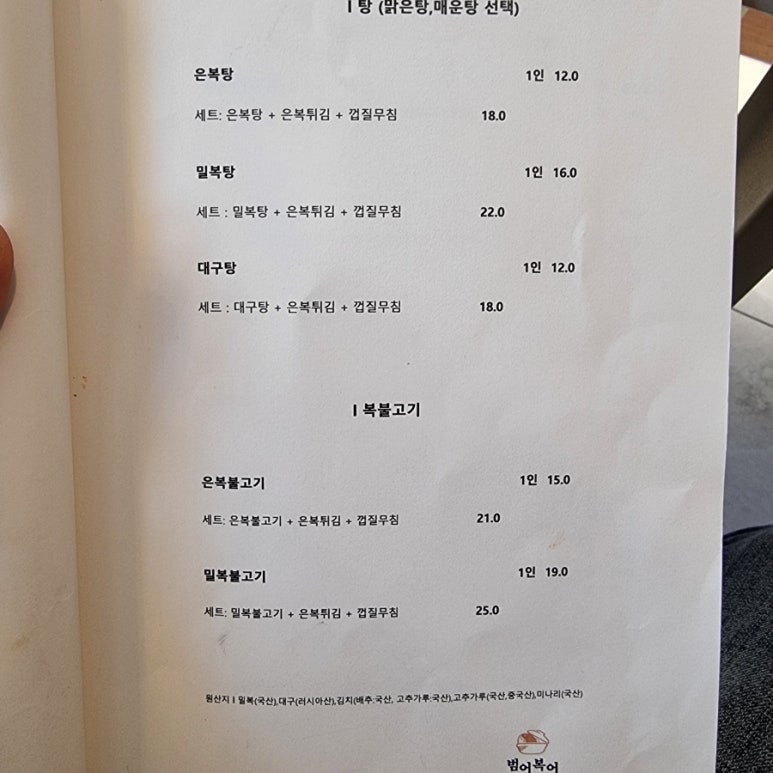 I 탕 (맑은탕,매운탕 선택)
은복탕 1인 12.0
세트: 은복탕 + 은복튀김 + 껍질무침 18.0
밀복탕 1인 16.0
세트 : 밀복탕 + 은복튀김 + 껍질무침 22.0
대구탕 1인 12.0
세트 : 대구탕 + 은복튀김 + 껍질무침 18.0
I 복불고기
은복불고기 1인 15.0
세트: 은복불고기 + 은복튀김 + 껍질무침 21.0
밀복불고기 1인 19.0
세트: 밀복불고기 + 은복튀김 + 껍질무침 25.0
원산지 I 밀복(국산),대구(러시아산),김치(배추:국산, 고추가루:국산),고추가루(국산,중국산),미나리(국산)
범어복어